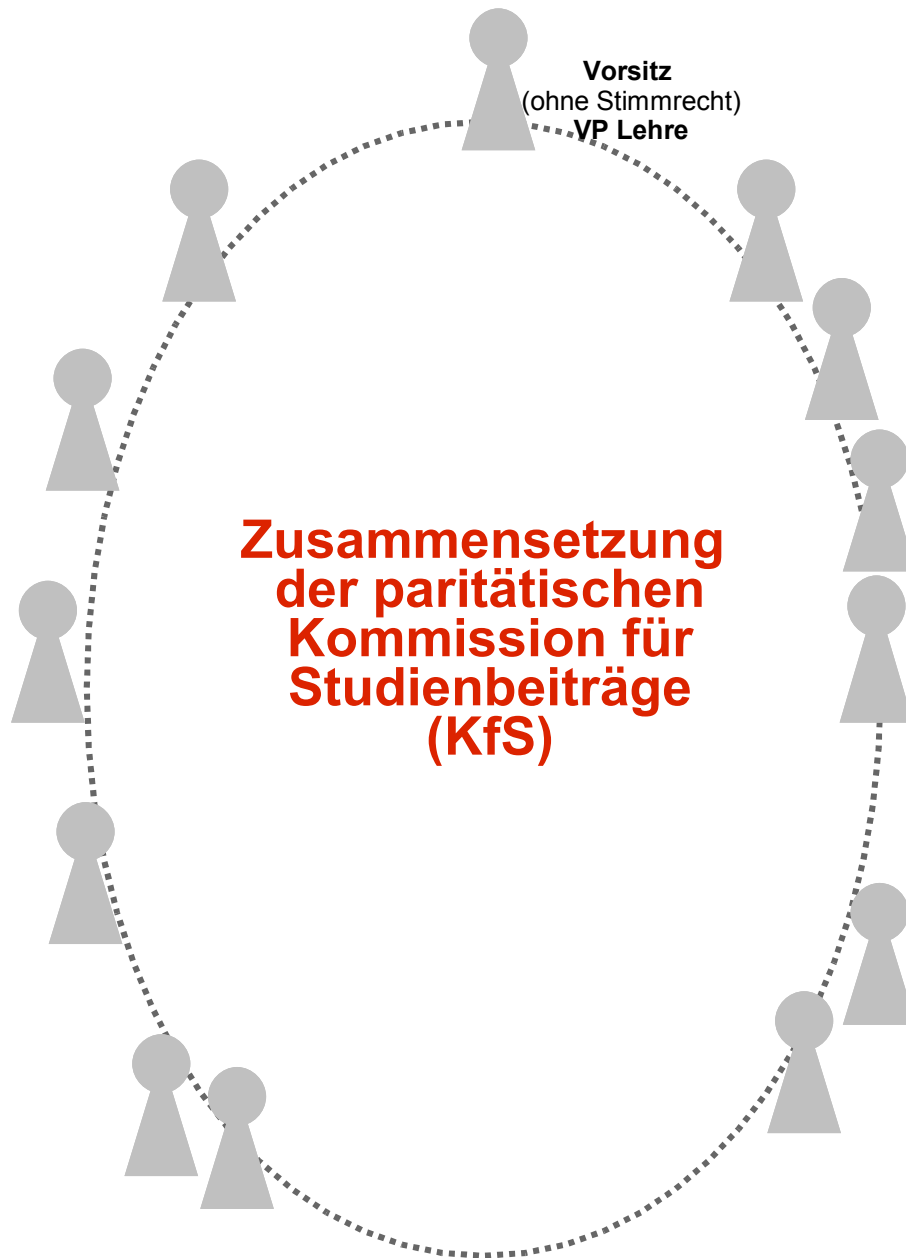 Vorsitz
(ohne Stimmrecht)
VP Lehre
Zusammensetzung
der paritätischen
Kommission für
Studienbeiträge
(KfS)